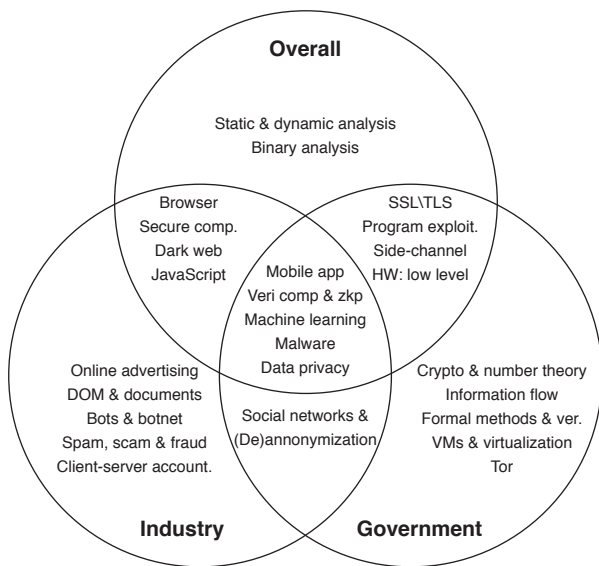 Overall
Static & dynamic analysis
Binary analysis
Browser
Secure comp.
Dark web
JavaScript
SSL\TLS
Program exploit.
Side-channel
HW: low level
Mobile app
Veri comp & zkp
Machine learning
Malware
Data privacy
Online advertising
DOM & documents
Bots & botnet
Spam, scam & fraud
Client-server account.
Social networks &
(De)annonymization
Crypto & number theory
Information flow
Formal methods & ver.
VMs & virtualization
Tor
Industry
Government